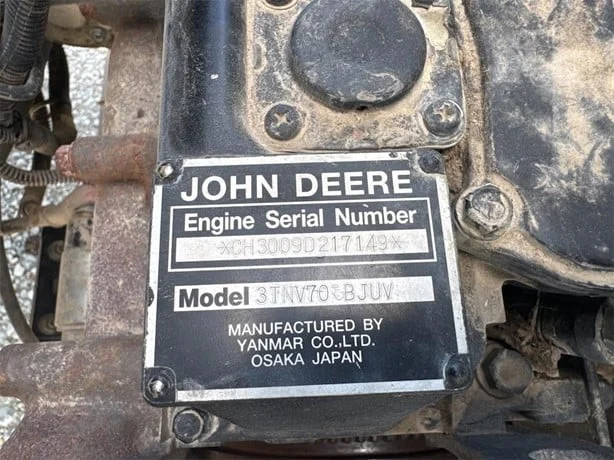 JOHN DEERE
Engine Serial Number
*CH3009D217149*
Model 3TNV70-BJUV
MANUFACTURED BY
YANMAR CO.,LTD.
OSAKA JAPAN